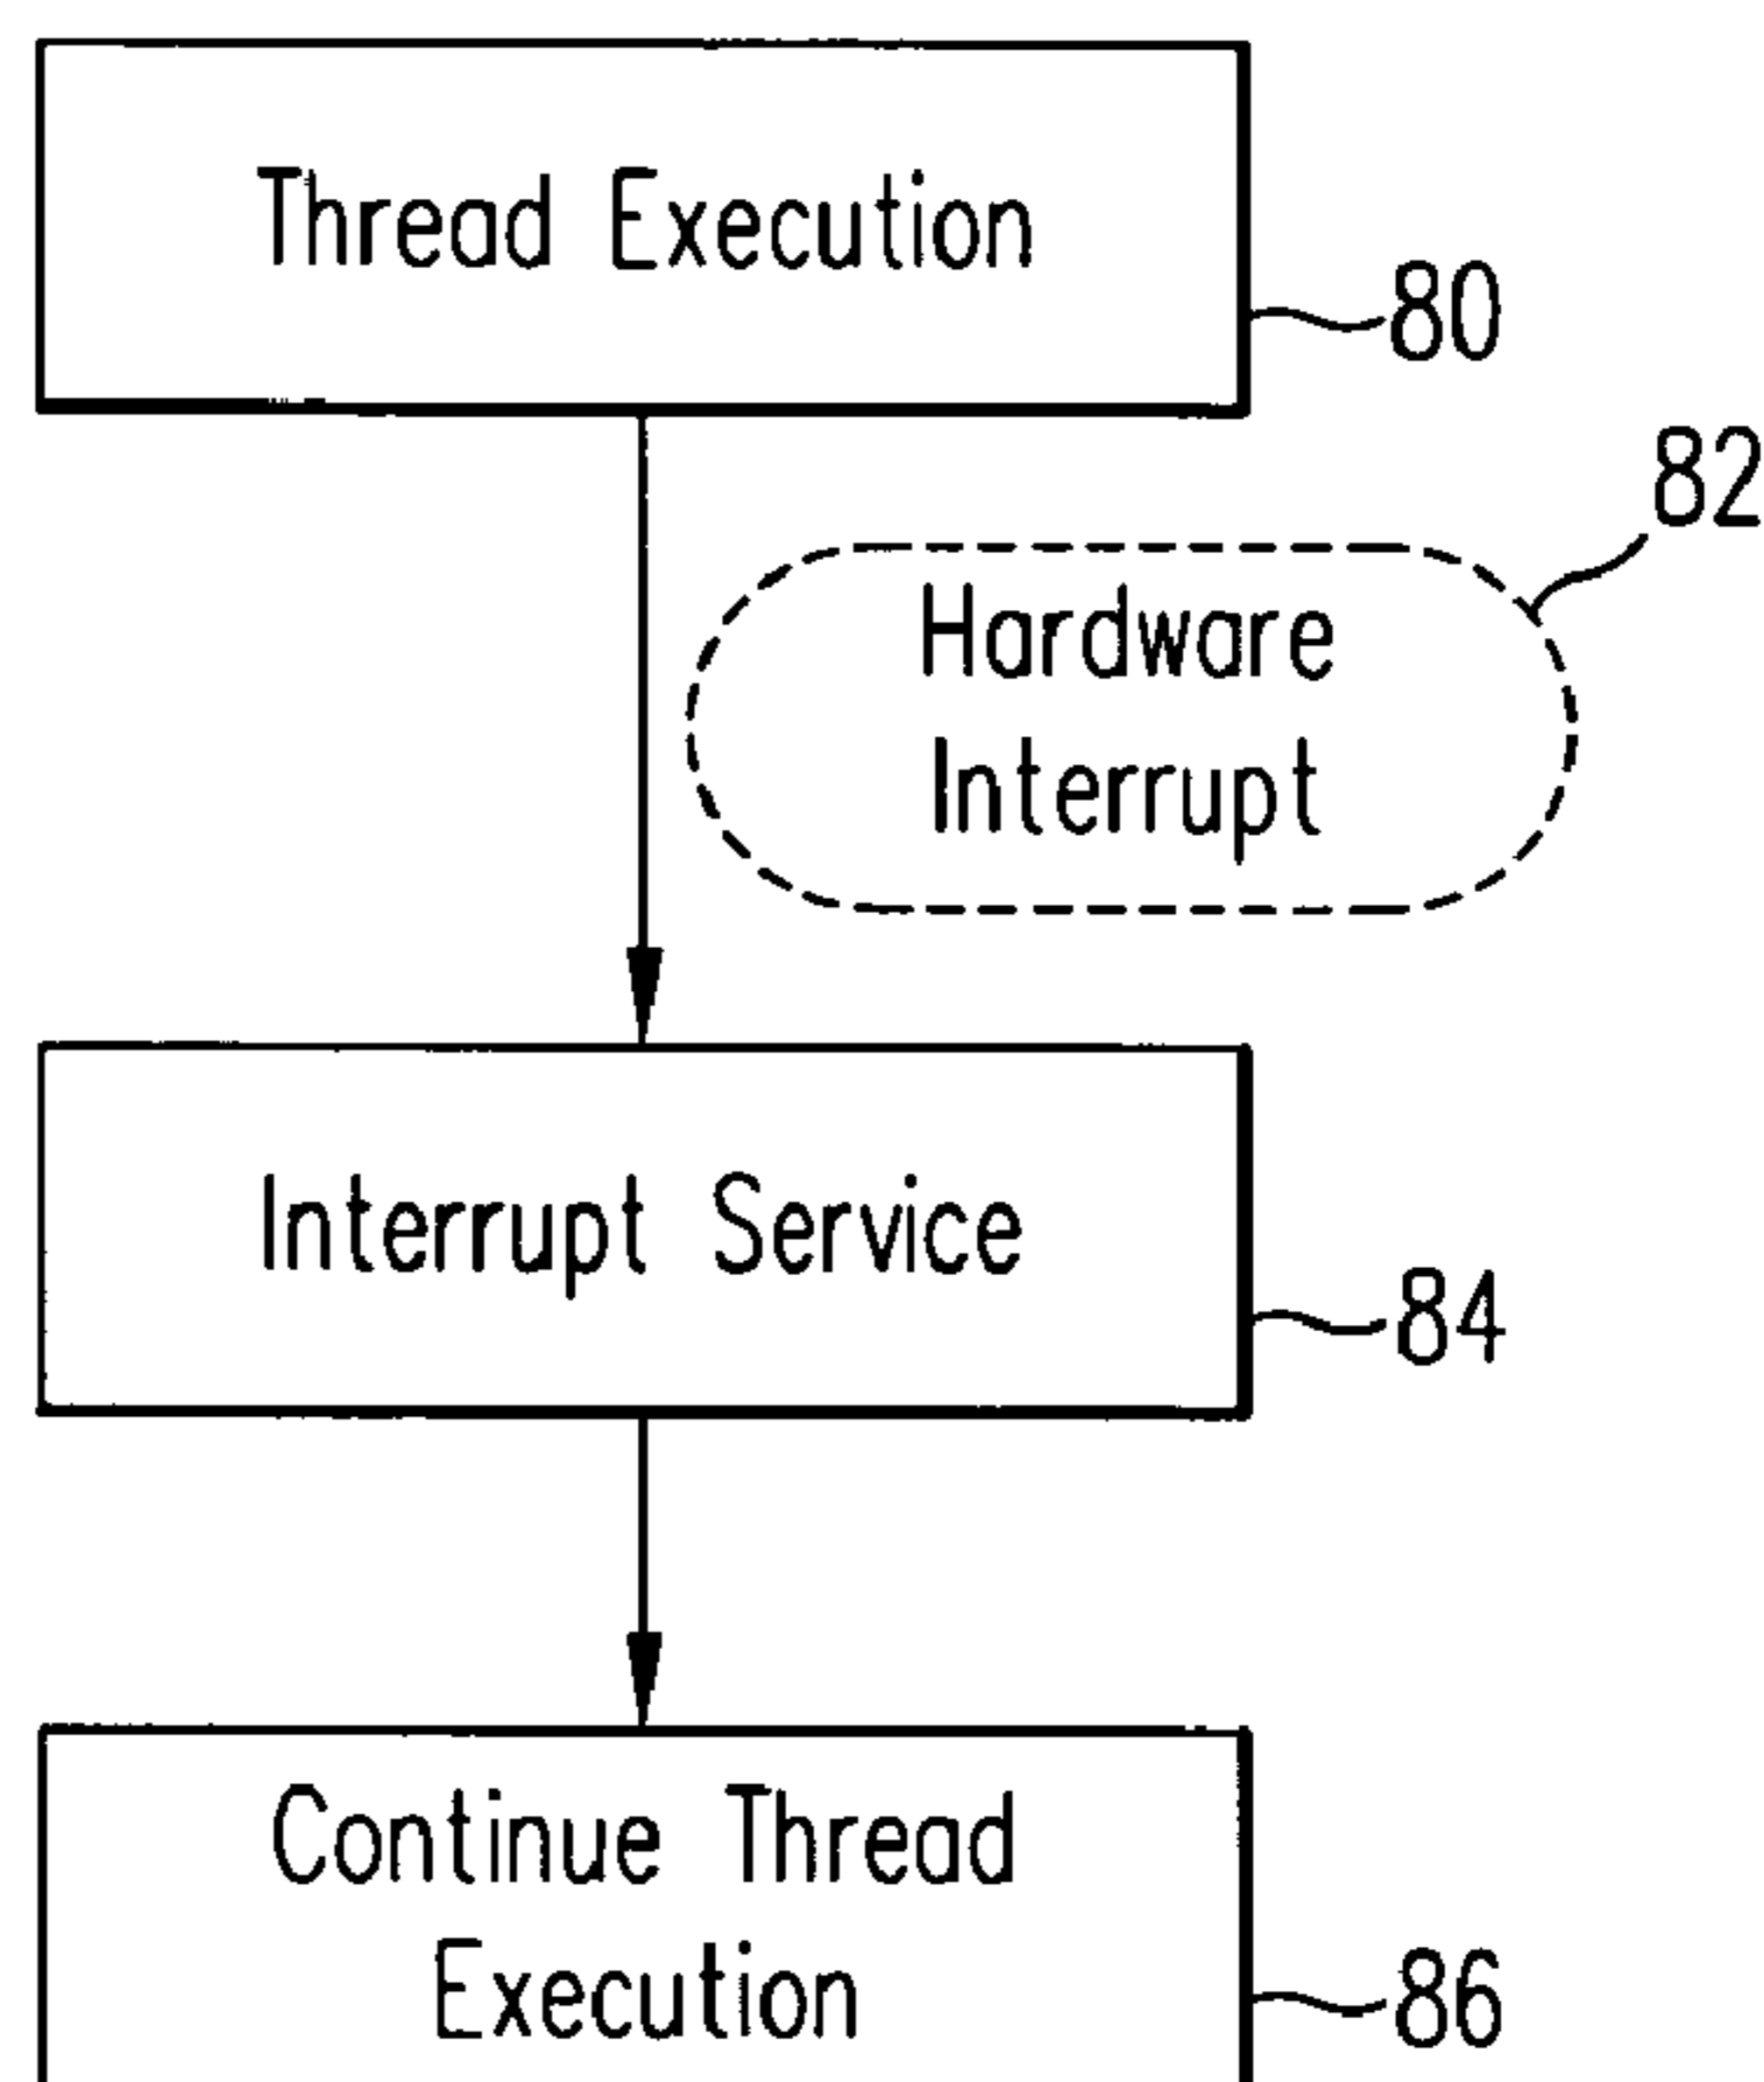 Thread Execution
80
82
Hardware
Interrupt
Interrupt Service
84
Continue Thread
Execution
86